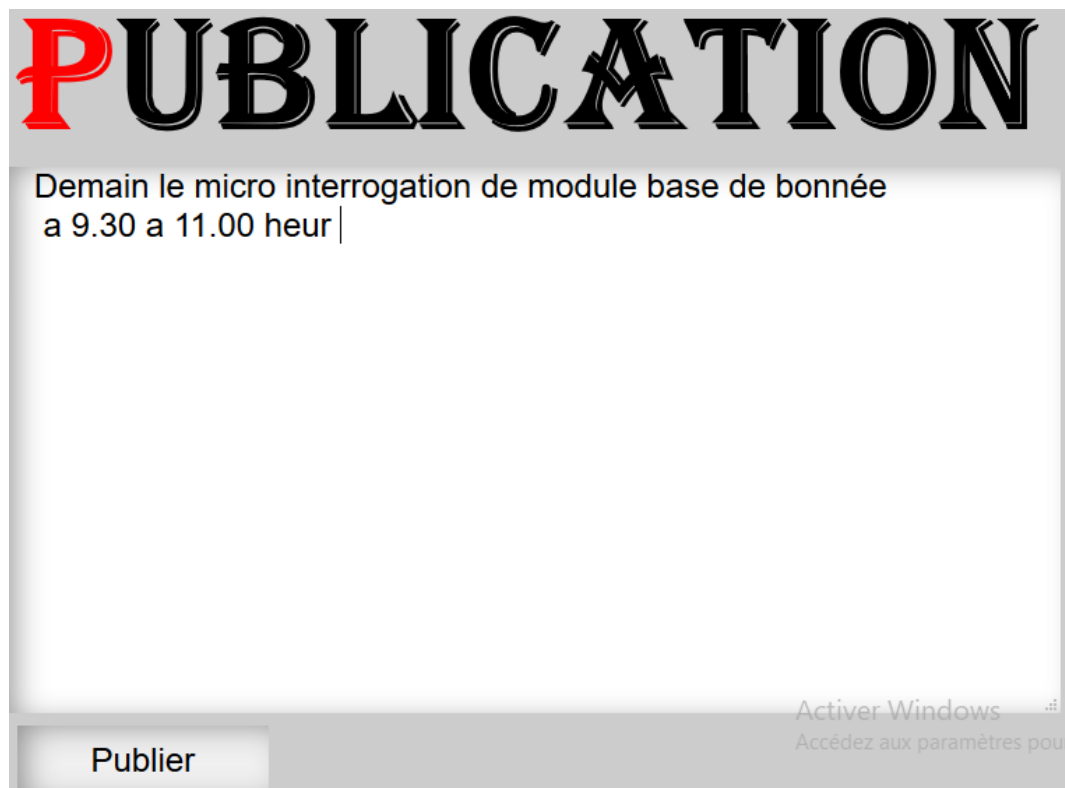 PUBLICATION
Demain le micro interrogation de module base de bonnée
a 9.30 a 11.00 heur
Activer Windows
Accédez aux paramètres pou
Publier